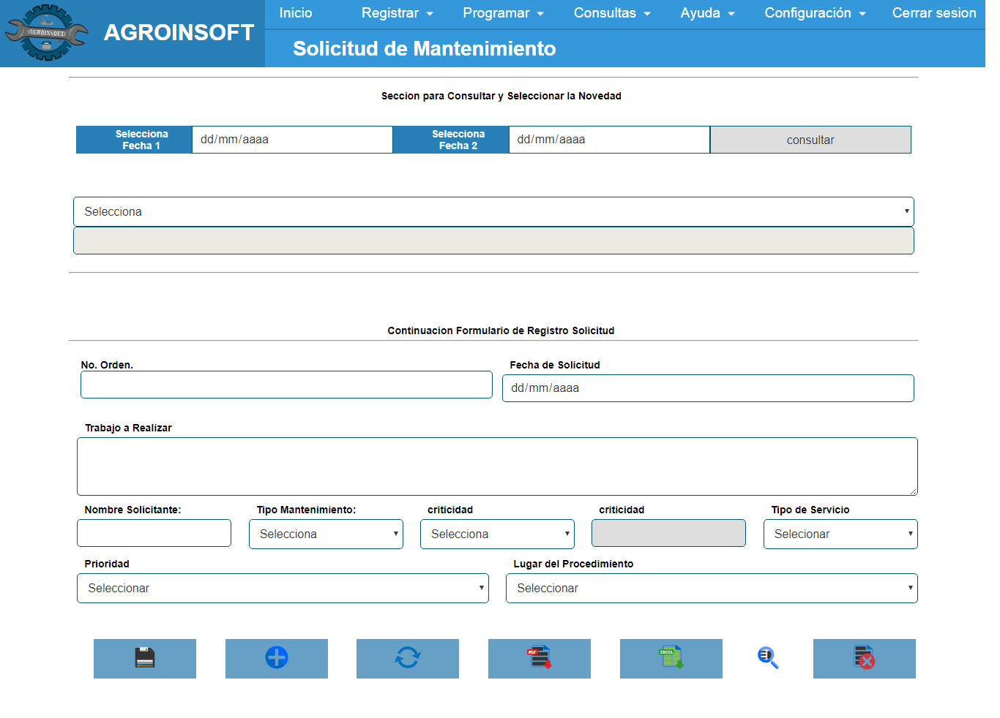 AGROINSOFT
AGROINSOFT
Inicio Registrar Programar Consultas Ayuda Configuración Cerrar sesion
Solicitud de Mantenimiento
Seccion para Consultar y Seleccionar la Novedad
Selecciona
Fecha 1
dd/mm/aaaa
Selecciona
Fecha 2
dd/mm/aaaa
consultar
Selecciona
Continuacion Formulario de Registro Solicitud
No. Orden.
Fecha de Solicitud
dd/mm/aaaa
Trabajo a Realizar
Nombre Solicitante: Tipo Mantenimiento: criticidad criticidad Tipo de Servicio
Selecciona Selecciona Selecionar
Prioridad Lugar del Procedimiento
Seleccionar Seleccionar
PDF EXCEL